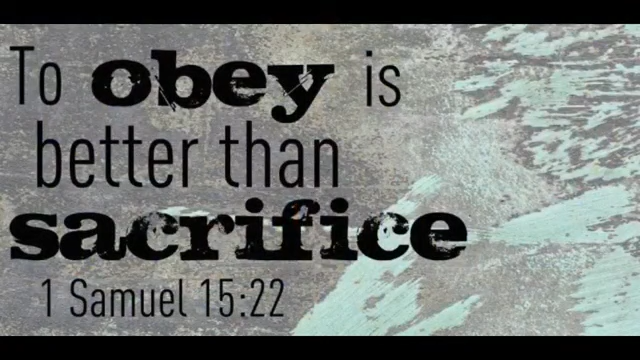 To obey is
better than
sacrifice
1 Samuel 15:22